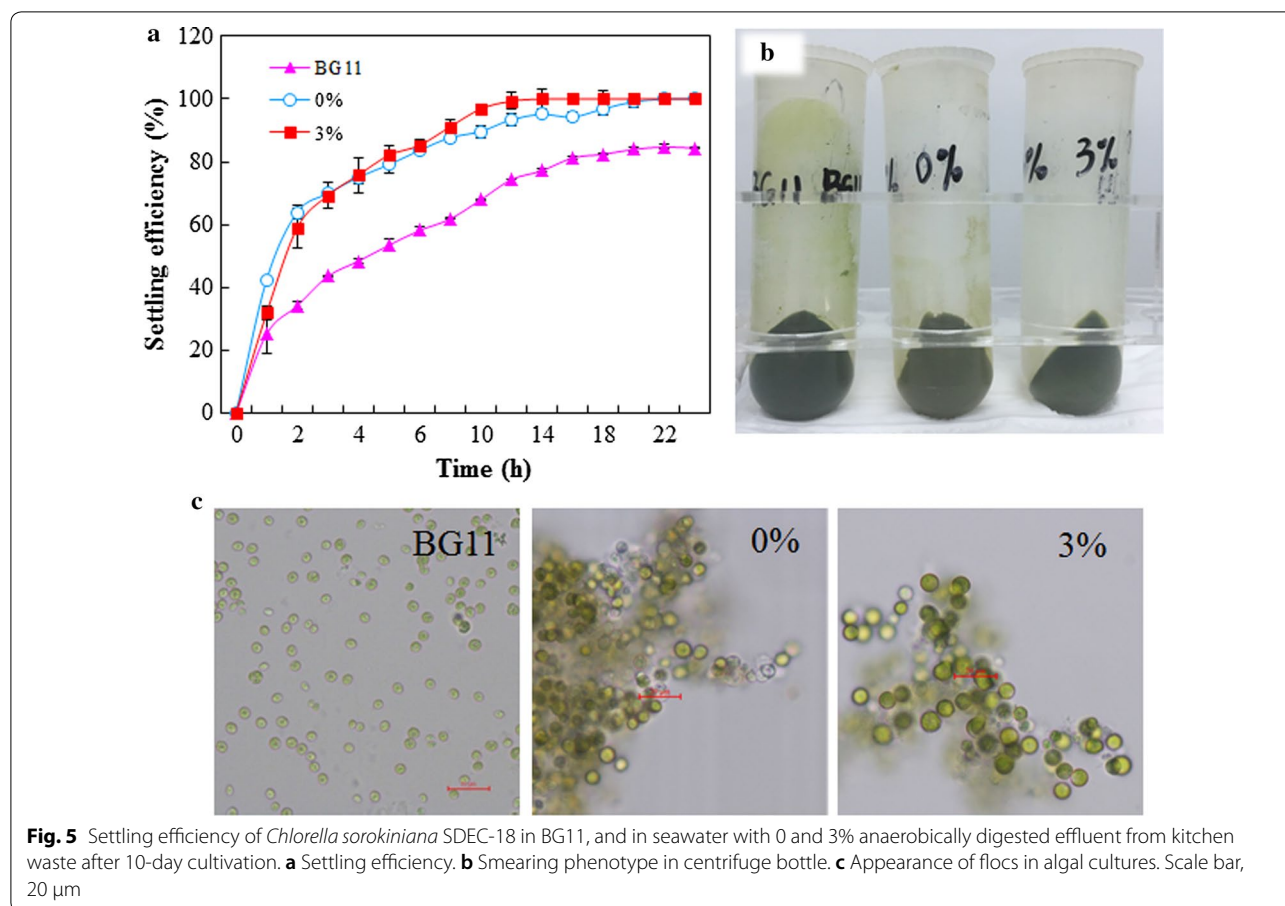 a
120
100
80
60
40
20
0
Settling efficiency (%)
BG11
0%
3%
0 2 4 6 10 14 18 22
Time (h)
b
BG11 BG11
% 0%
% 3%
c
BG11
0%
3%
Fig. 5 Settling efficiency of Chlorella sorokiniana SDEC-18 in BG11, and in seawater with 0 and 3% anaerobically digested effluent from kitchen
waste after 10-day cultivation. a Settling efficiency. b Smearing phenotype in centrifuge bottle. c Appearance of flocs in algal cultures. Scale bar,
20 µm